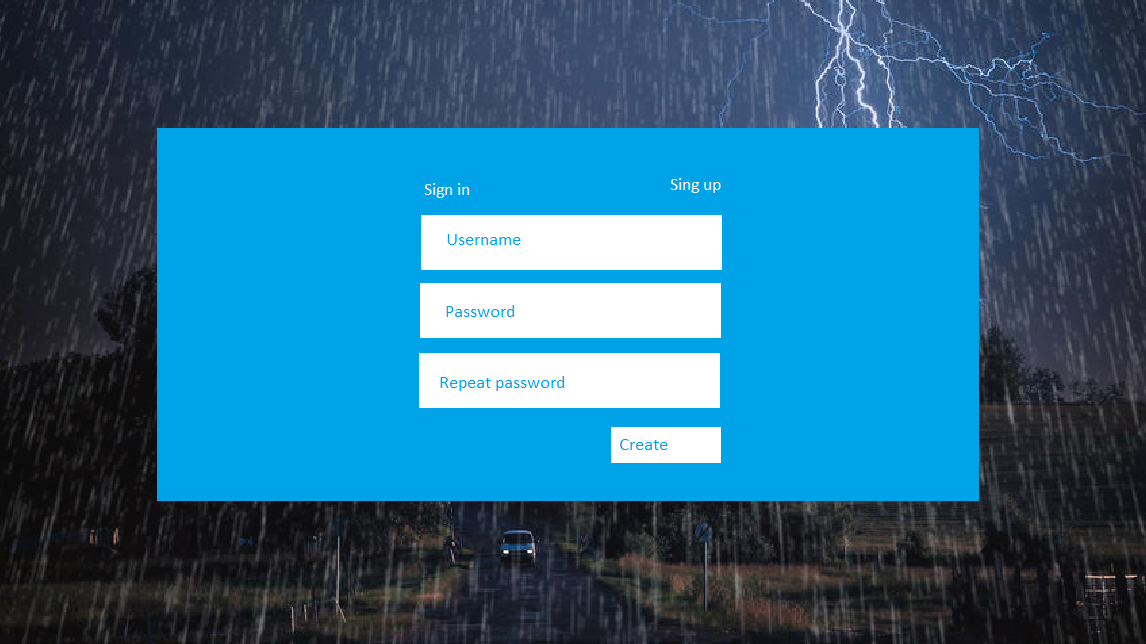 Sign in
Sing up
Username
Password
Repeat password
Create